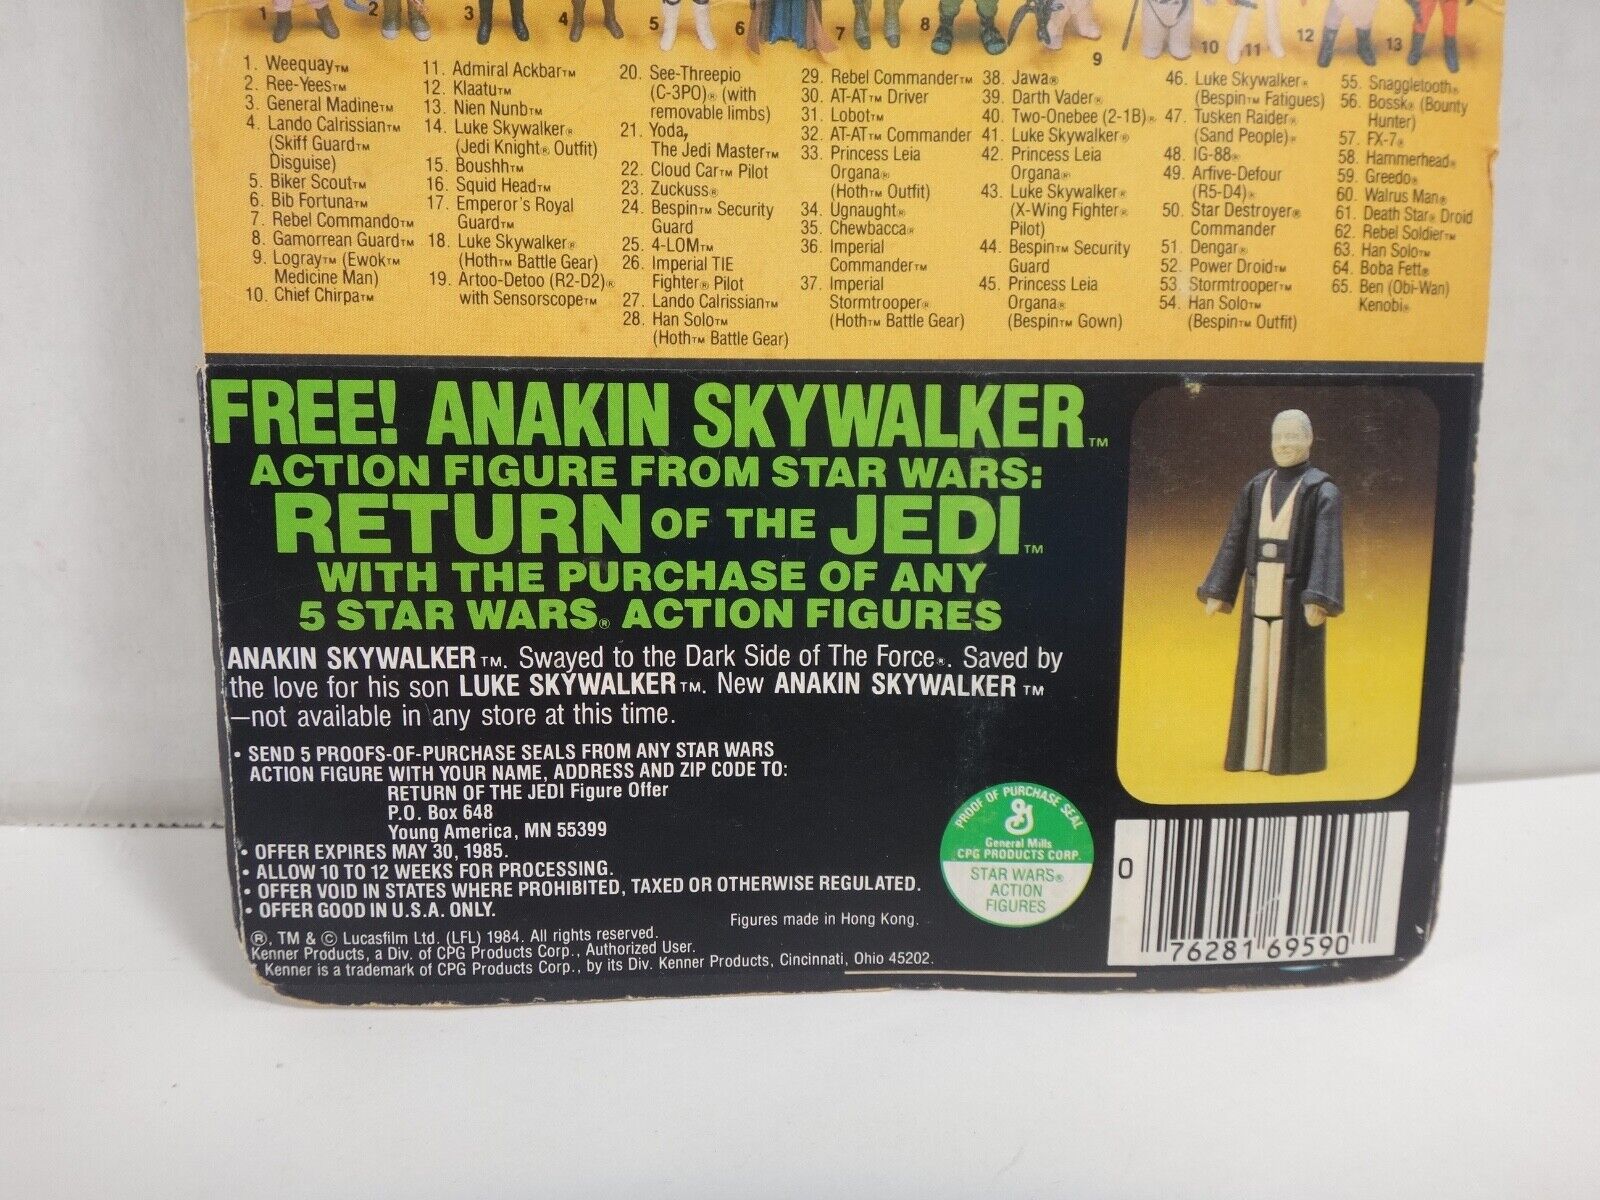 1 2 3 4 5 6 7 8 9 10 11 12 13
1. Weequay™
2. Ree-Yees™
3. General Madine™
4. Lando Calrissian™
(Skiff Guard™
Disguise)
5. Biker Scout™
6. Bib Fortuna™
7. Rebel Commando™
8. Gamorrean Guard™
9. Logray™ (Ewok™
Medicine Man)
10. Chief Chirpa™
11. Admiral Ackbar™
12. Klaatu™
13. Nien Nunb™
14. Luke Skywalker®
(Jedi Knight® Outfit)
15. Boushh™
16. Squid Head™
17. Emperor's Royal
Guard™
18. Luke Skywalker®
(Hoth™ Battle Gear)
19. Artoo-Detoo (R2-D2)®
with Sensorscope™
20. See-Threepio
(C-3PO)® (with
removable limbs)
21. Yoda,
The Jedi Master™
22. Cloud Car™ Pilot
23. Zuckuss®
24. Bespin™ Security
Guard
25. 4-LOM™
26. Imperial TIE
Fighter® Pilot
27. Lando Calrissian™
28. Han Solo™
(Hoth™ Battle Gear)
29. Rebel Commander™
30. AT-AT™ Driver
31. Lobot™
32. AT-AT™ Commander
33. Princess Leia
Organa®
(Hoth™ Outfit)
34. Ugnaught®
35. Chewbacca®
36. Imperial
Commander™
37. Imperial
Stormtrooper®
(Hoth™ Battle Gear)
38. Jawa®
39. Darth Vader®
40. Two-Onebee (2-1B)®
41. Luke Skywalker®
42. Princess Leia
Organa®
43. Luke Skywalker®
(X-Wing Fighter®
Pilot)
44. Bespin™ Security
Guard
45. Princess Leia
Organa®
(Bespin™ Gown)
46. Luke Skywalker®
(Bespin™ Fatigues)
47. Tusken Raider®
(Sand People)®
48. IG-88®
49. Arfive-Defour
(R5-D4)®
50. Star Destroyer®
Commander
51. Dengar®
52. Power Droid™
53. Stormtrooper™
54. Han Solo™
(Bespin™ Outfit)
55. Snaggletooth®
56. Bossk® (Bounty
Hunter)
57. FX-7®
58. Hammerhead®
59. Greedo®
60. Walrus Man®
61. Death Star® Droid
62. Rebel Soldier™
63. Han Solo™
64. Boba Fett®
65. Ben (Obi-Wan)
Kenobi®
FREE! ANAKIN SKYWALKER™
ACTION FIGURE FROM STAR WARS:
RETURN OF THE JEDI™
WITH THE PURCHASE OF ANY
5 STAR WARS® ACTION FIGURES
ANAKIN SKYWALKER™. Swayed to the Dark Side of The Force®. Saved by
the love for his son LUKE SKYWALKER™. New ANAKIN SKYWALKER™
—not available in any store at this time.
• SEND 5 PROOFS-OF-PURCHASE SEALS FROM ANY STAR WARS
ACTION FIGURE WITH YOUR NAME, ADDRESS AND ZIP CODE TO:
RETURN OF THE JEDI Figure Offer
P.O. Box 648
Young America, MN 55399
• OFFER EXPIRES MAY 30, 1985.
• ALLOW 10 TO 12 WEEKS FOR PROCESSING.
• OFFER VOID IN STATES WHERE PROHIBITED, TAXED OR OTHERWISE REGULATED.
• OFFER GOOD IN U.S.A. ONLY.
Figures made in Hong Kong.
®, TM & © Lucasfilm Ltd. (LFL) 1984. All rights reserved.
Kenner Products, a Div. of CPG Products Corp., Authorized User.
Kenner is a trademark of CPG Products Corp., by its Div. Kenner Products, Cincinnati, Ohio 45202.
PROOF OF PURCHASE SEAL
G
General Mills
CPG PRODUCTS CORP.
STAR WARS®
ACTION
FIGURES
0 76281 69590